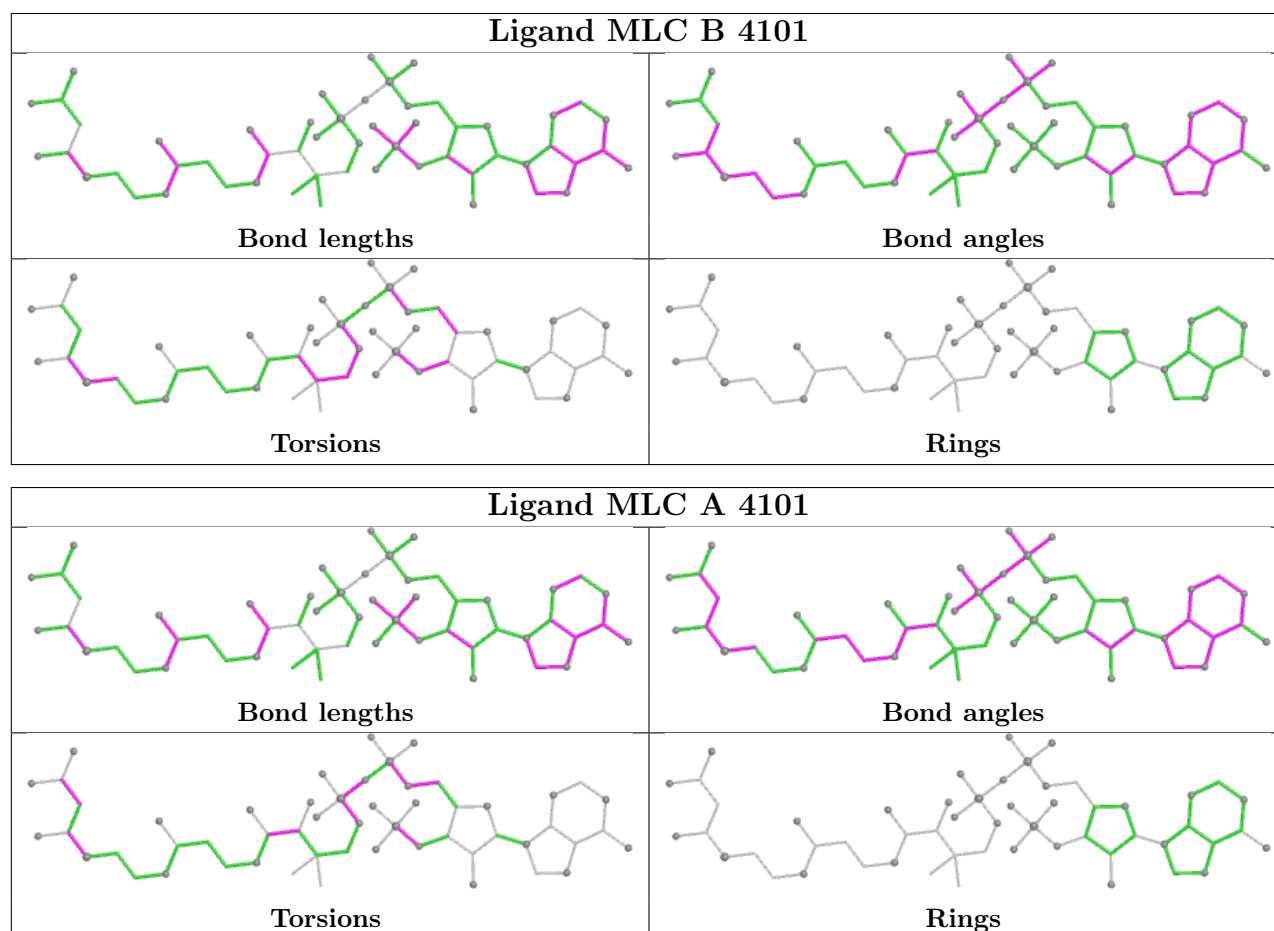 Ligand MLC B 4101
Bond lengths
Bond angles
Torsions
Rings
Ligand MLC A 4101
Bond lengths
Bond angles
Torsions
Rings